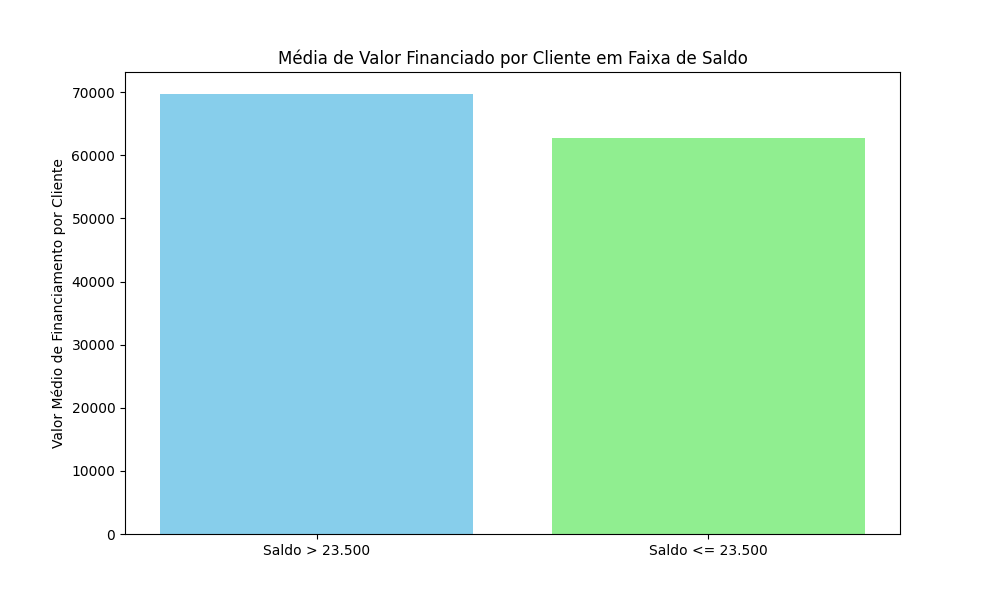 Média de Valor Financiado por Cliente em Faixa de Saldo
Valor Médio de Financiamento por Cliente
70000
60000
50000
40000
30000
20000
10000
0
Saldo > 23.500
Saldo <= 23.500